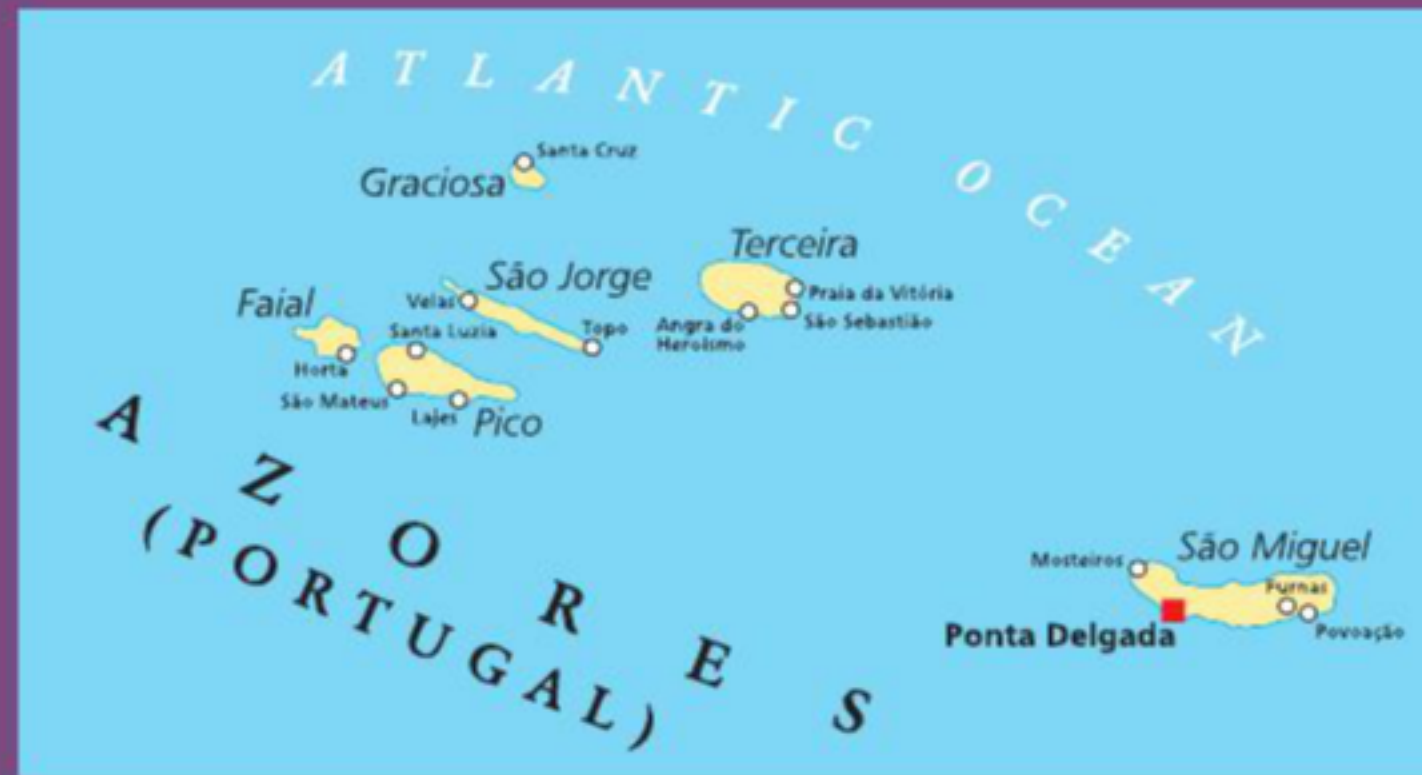 ATLANTIC OCEAN
Santa Cruz
Graciosa
Terceira
São Jorge
Faial
Velas
Praia da Vitória
Santa Luzia
Topo
Angra do
Heroísmo
São Sebastião
Horta
São Mateus
Lajes
Pico
AZORES
(PORTUGAL)
São Miguel
Mosteiros
Furnas
Ponta Delgada
Povoação